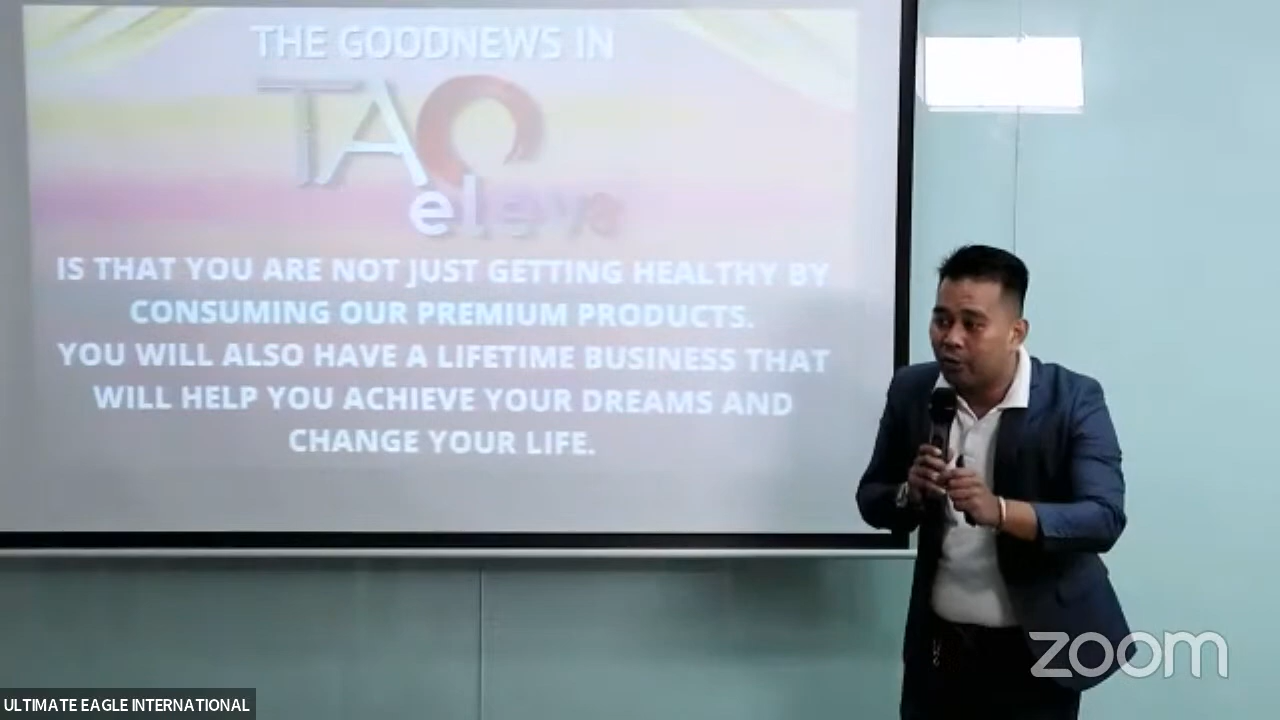 THE GOODNEWS IN
TAO
eleve
IS THAT YOU ARE NOT JUST GETTING HEALTHY BY
CONSUMING OUR PREMIUM PRODUCTS.
YOU WILL ALSO HAVE A LIFETIME BUSINESS THAT
WILL HELP YOU ACHIEVE YOUR DREAMS AND
CHANGE YOUR LIFE.
zoom
ULTIMATE EAGLE INTERNATIONAL